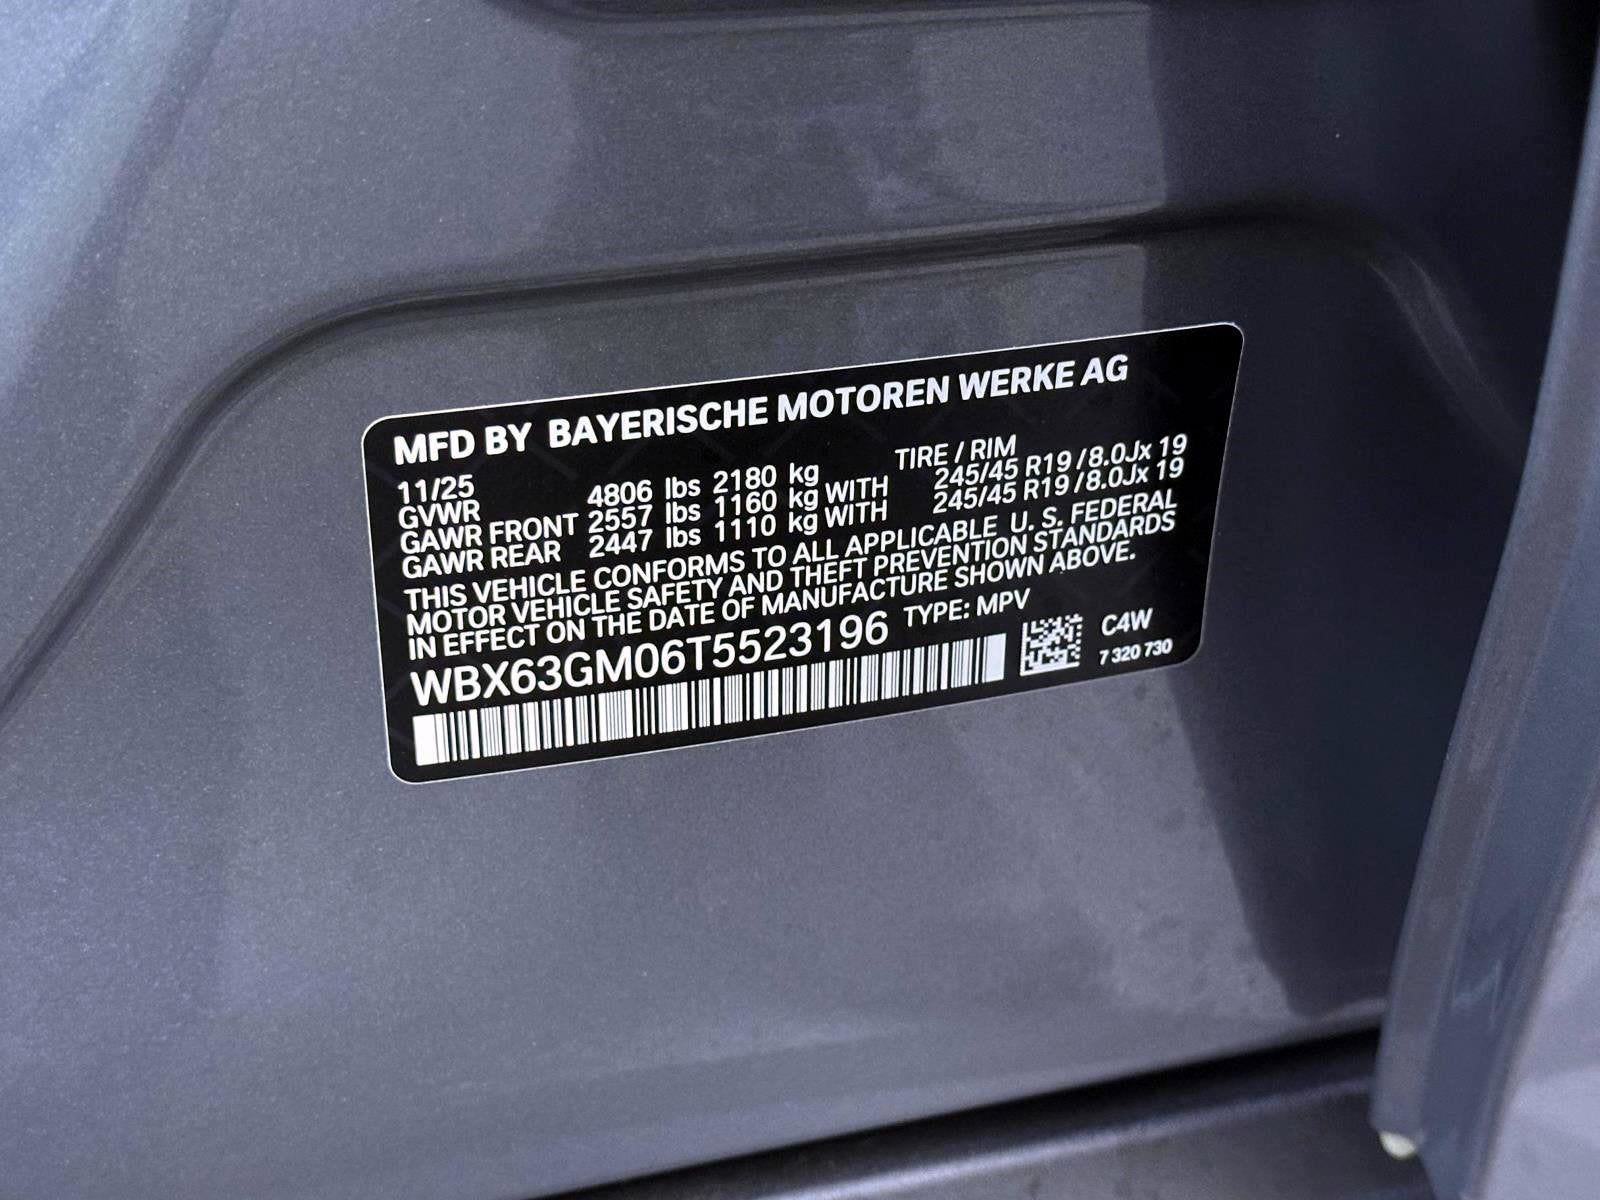 MFD BY BAYERISCHE MOTOREN WERKE AG
11/25 TIRE / RIM
GVWR 4806 lbs 2180 kg
GAWR FRONT 2557 lbs 1160 kg WITH 245/45 R19 / 8.0Jx 19
GAWR REAR 2447 lbs 1110 kg WITH 245/45 R19 / 8.0Jx 19
THIS VEHICLE CONFORMS TO ALL APPLICABLE U. S. FEDERAL
MOTOR VEHICLE SAFETY AND THEFT PREVENTION STANDARDS
IN EFFECT ON THE DATE OF MANUFACTURE SHOWN ABOVE.
WBX63GM06T5523196 TYPE: MPV
C4W
7 320 730